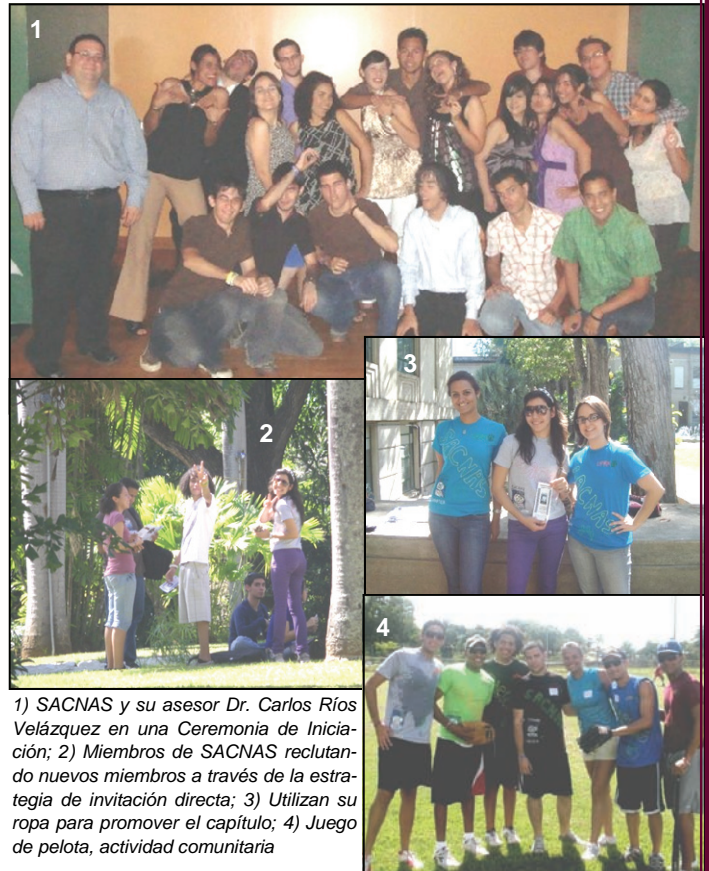 1
2
3
SACNAS
SACNAS
4
SACNAS
1) SACNAS y su asesor Dr. Carlos Ríos
Velázquez en una Ceremonia de Inicia-
ción; 2) Miembros de SACNAS reclutan-
do nuevos miembros a través de la estra-
tegia de invitación directa; 3) Utilizan su
ropa para promover el capítulo; 4) Juego
de pelota, actividad comunitaria